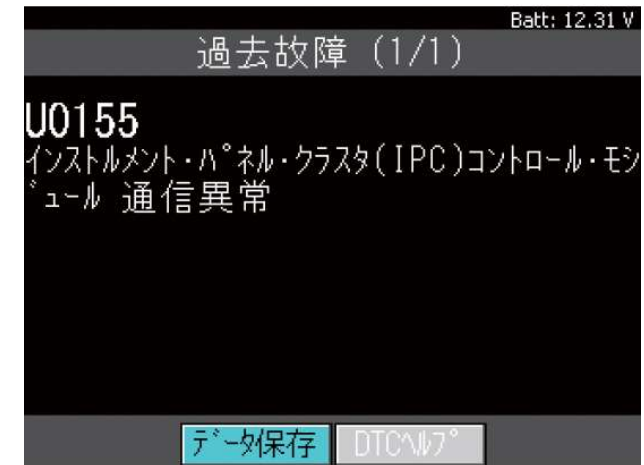 Batt: 12.31 V
過去故障 (1/1)
U0155
ｲﾝｽﾄﾙﾒﾝﾄ･ﾊﾟﾈﾙ･ｸﾗｽﾀ(IPC)ｺﾝﾄﾛｰﾙ･ﾓｼ
ﾞｭｰﾙ 通信異常
ﾃﾞｰﾀ保存 DTCﾍﾙﾌﾟ